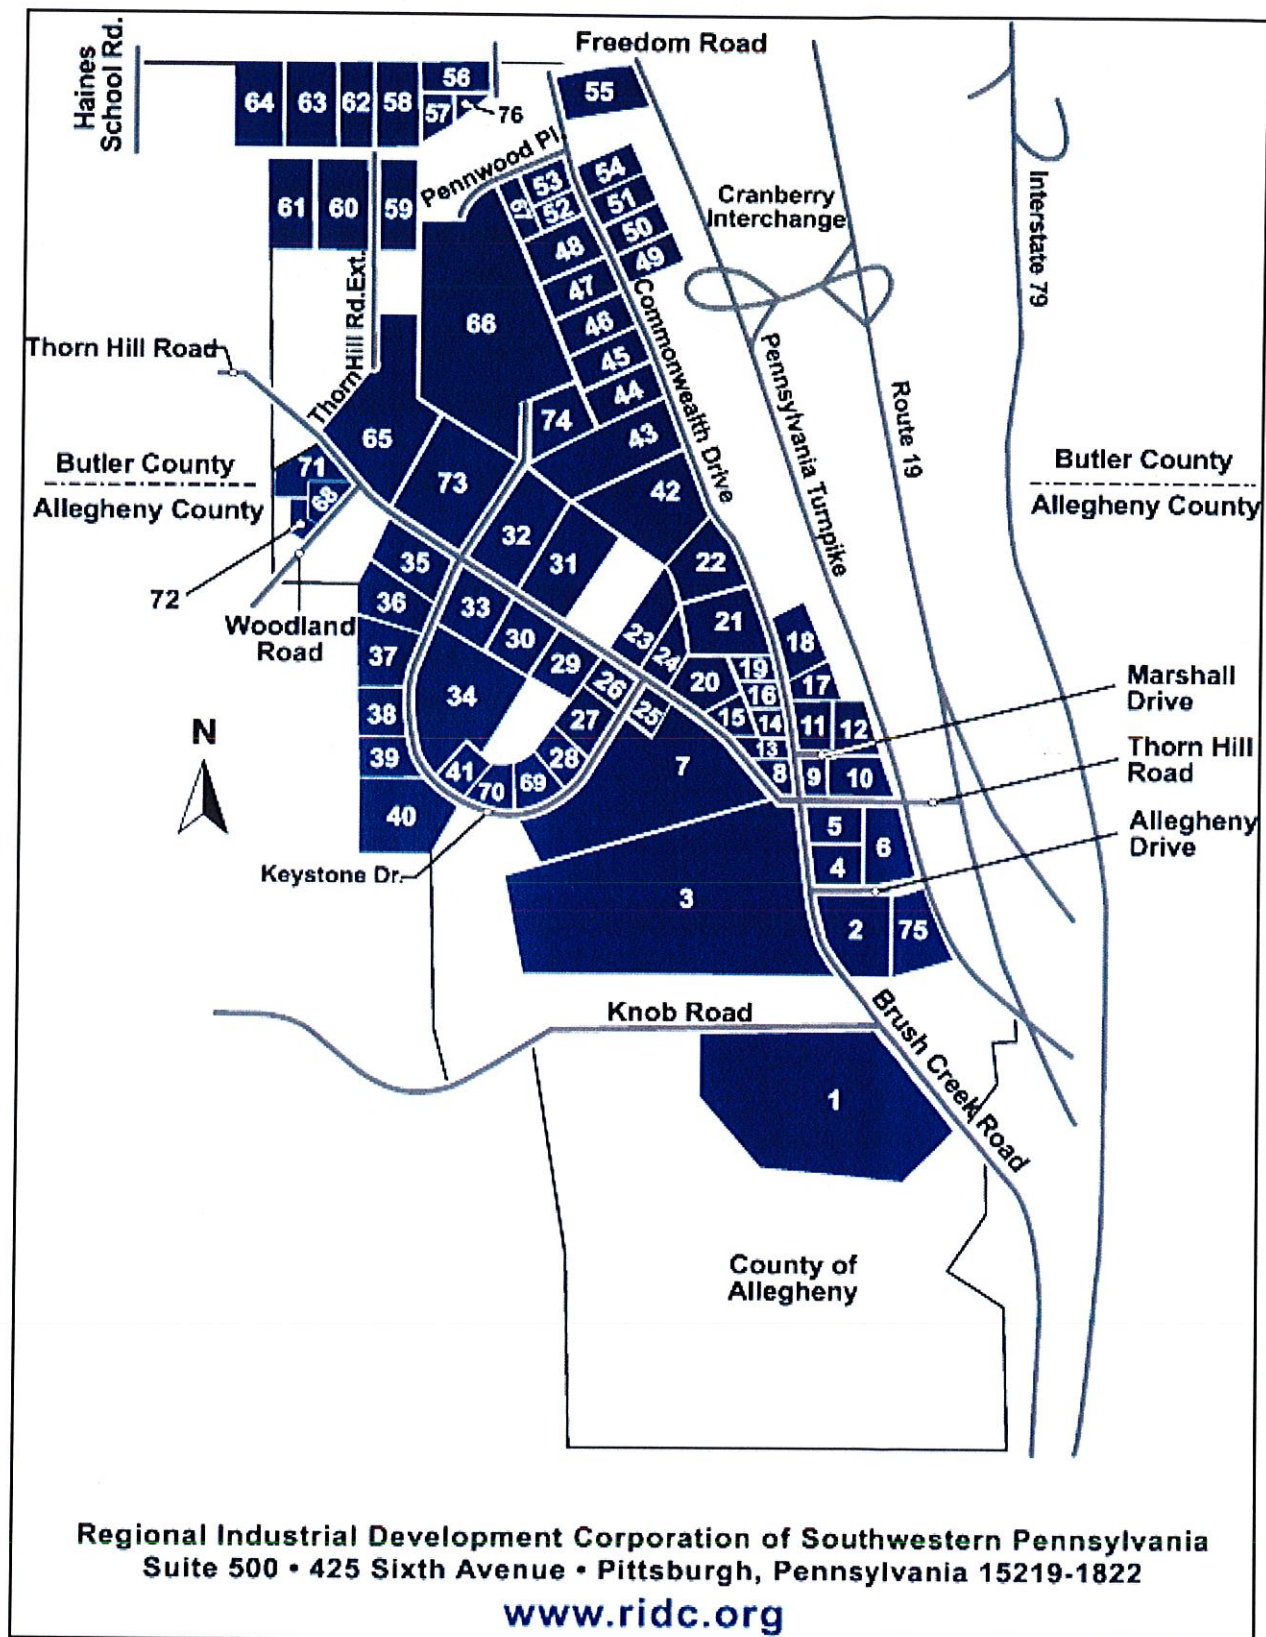 Freedom Road
Haines
School Rd.
64
63
62
58
56
57
76
55
Pennwood Pl.
61
60
59
67
53
52
54
51
50
49
48
47
46
45
44
43
42
66
Cranberry
Interchange
Interstate 79
Thorn Hill Rd.Ext.
Thorn Hill Road
Commonwealth Drive
Pennsylvania Turnpike
Route 19
74
65
73
71
68
72
Butler County
Allegheny County
Butler County
Allegheny County
32
31
35
36
33
30
29
37
34
38
39
40
41
70
69
28
27
26
25
23
24
22
21
20
19
18
17
16
15
14
13
12
11
10
9
8
7
Woodland
Road
N
Keystone Dr.
Marshall
Drive
Thorn Hill
Road
Allegheny
Drive
5
4
6
3
2
75
Knob Road
Brush Creek Road
1
County of
Allegheny
Regional Industrial Development Corporation of Southwestern Pennsylvania
Suite 500 • 425 Sixth Avenue • Pittsburgh, Pennsylvania 15219-1822
www.ridc.org